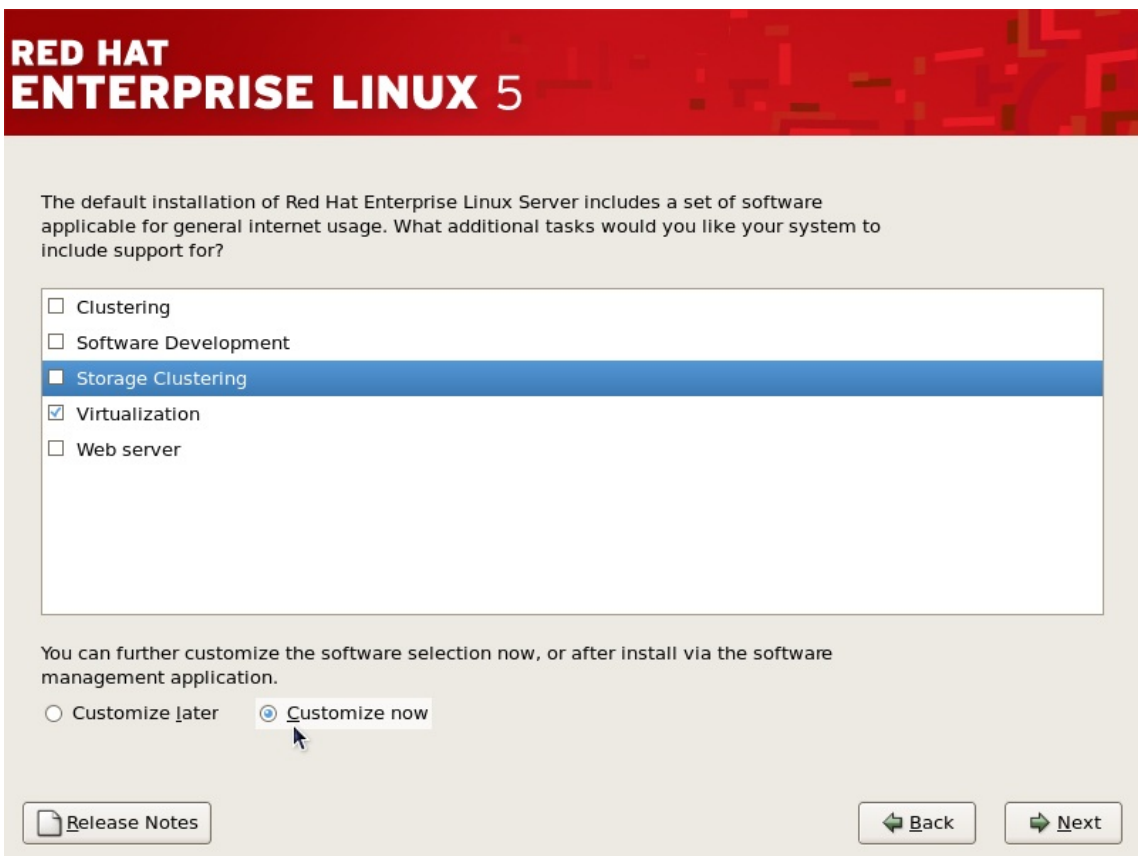 RED HAT
ENTERPRISE LINUX 5
The default installation of Red Hat Enterprise Linux Server includes a set of software
applicable for general internet usage. What additional tasks would you like your system to
include support for?
Clustering
Software Development
Storage Clustering
Virtualization
Web server
You can further customize the software selection now, or after install via the software
management application.
Customize later Customize now
Release Notes Back Next